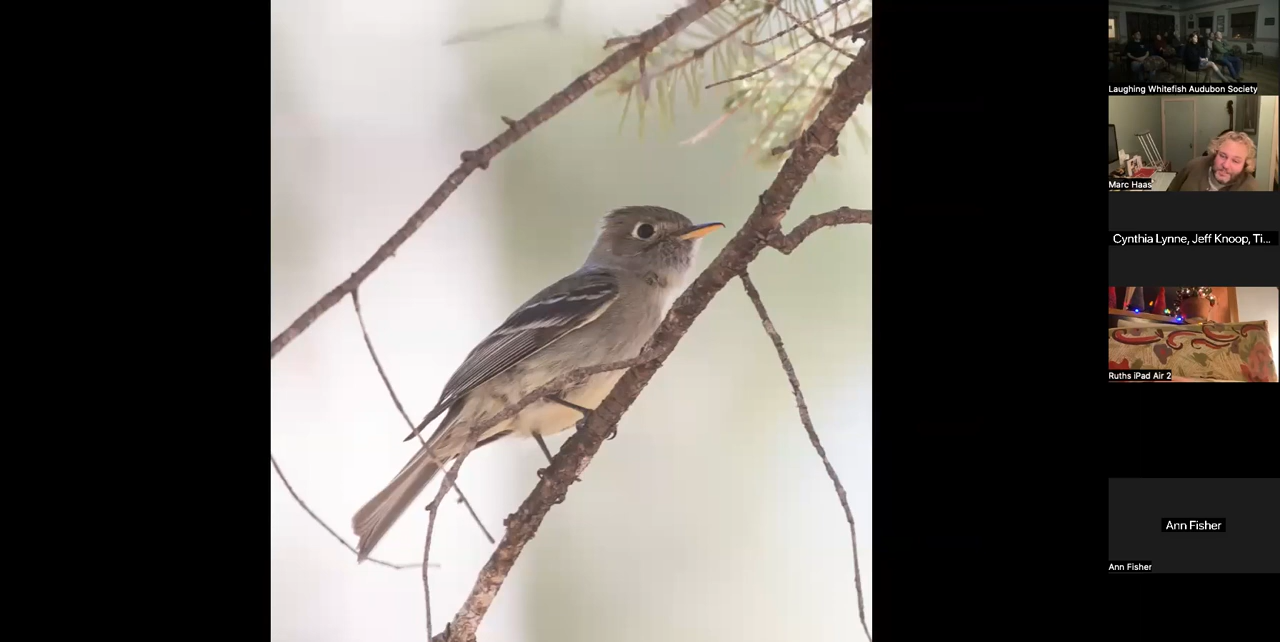 Laughing Whitefish Audubon Society
Marc Haas
Cynthia Lynne, Jeff Knoop, Ti...
Ruths iPad Air 2
Ann Fisher
Ann Fisher